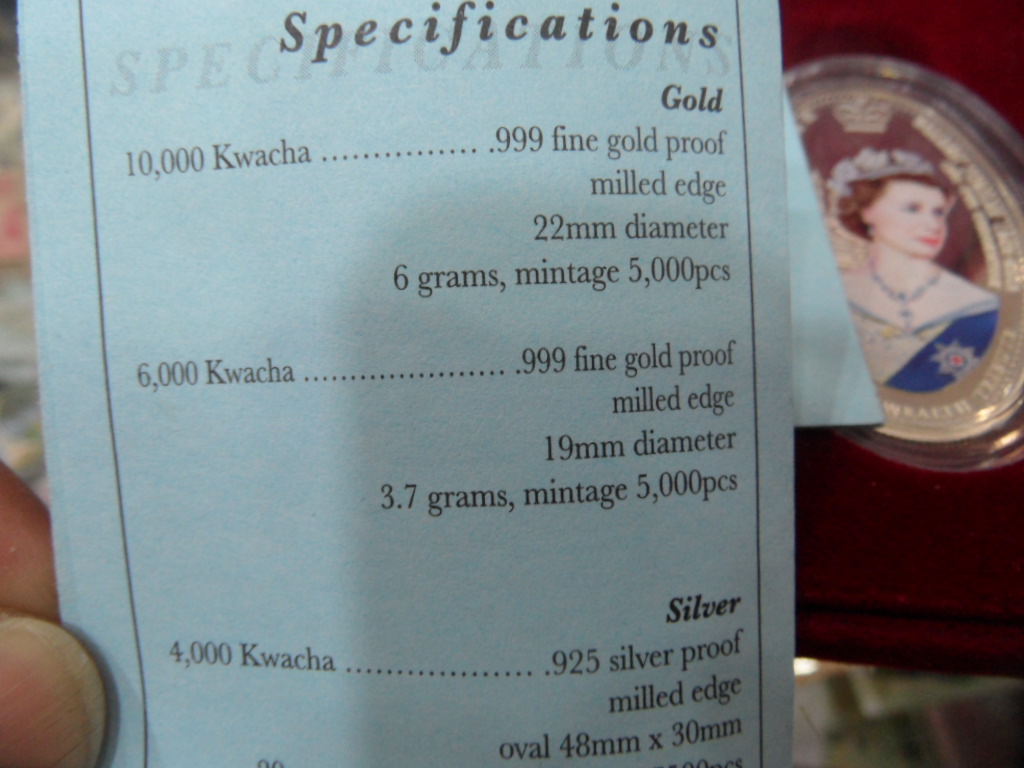 Specifications
SPECIFICATIONS
Gold
10,000 Kwacha ............... .999 fine gold proof
milled edge
22mm diameter
6 grams, mintage 5,000pcs
6,000 Kwacha ..................... .999 fine gold proof
milled edge
19mm diameter
3.7 grams, mintage 5,000pcs
Silver
4,000 Kwacha .................. .925 silver proof
milled edge
oval 48mm x 30mm